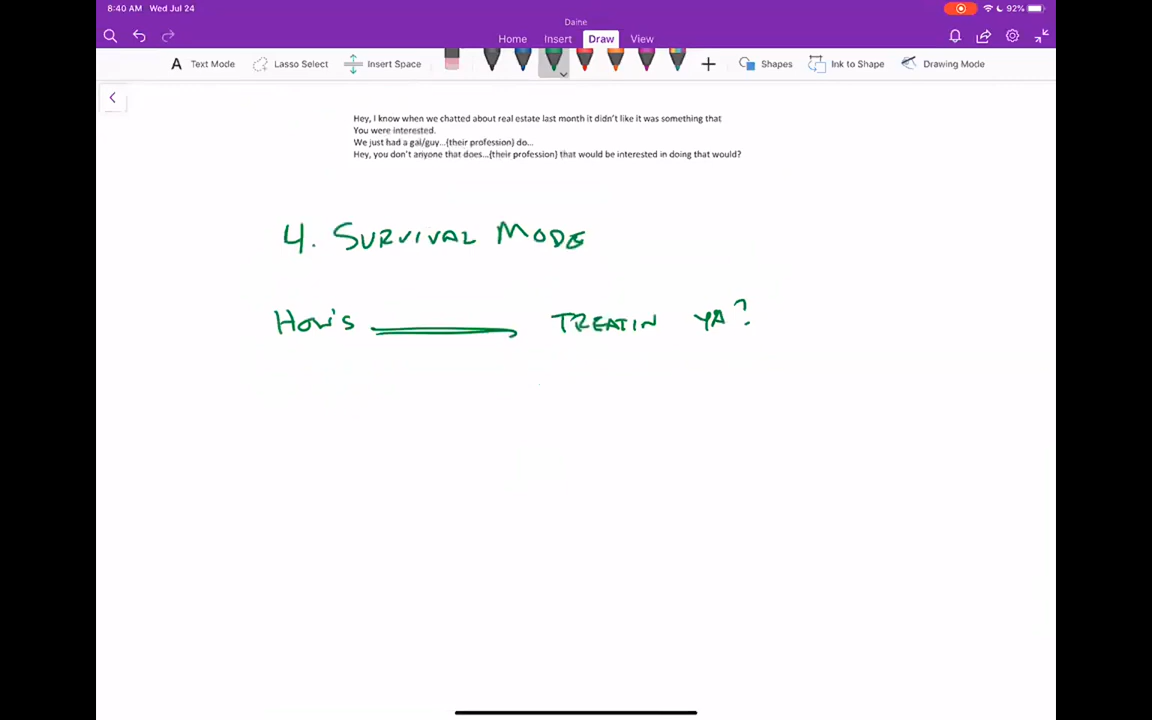 8:40 AM Wed Jul 24
92%
Daine
Home Insert Draw View
Text Mode Lasso Select Insert Space Shapes Ink to Shape Drawing Mode
Hey, I know when we chatted about real estate last month it didn't like it was something that
You were interested.
We just had a gal/guy...{their profession} do...
Hey, you don't anyone that does...{their profession} that would be interested in doing that would?
4. SURVIVAL MODE
How's TREATIN YA?